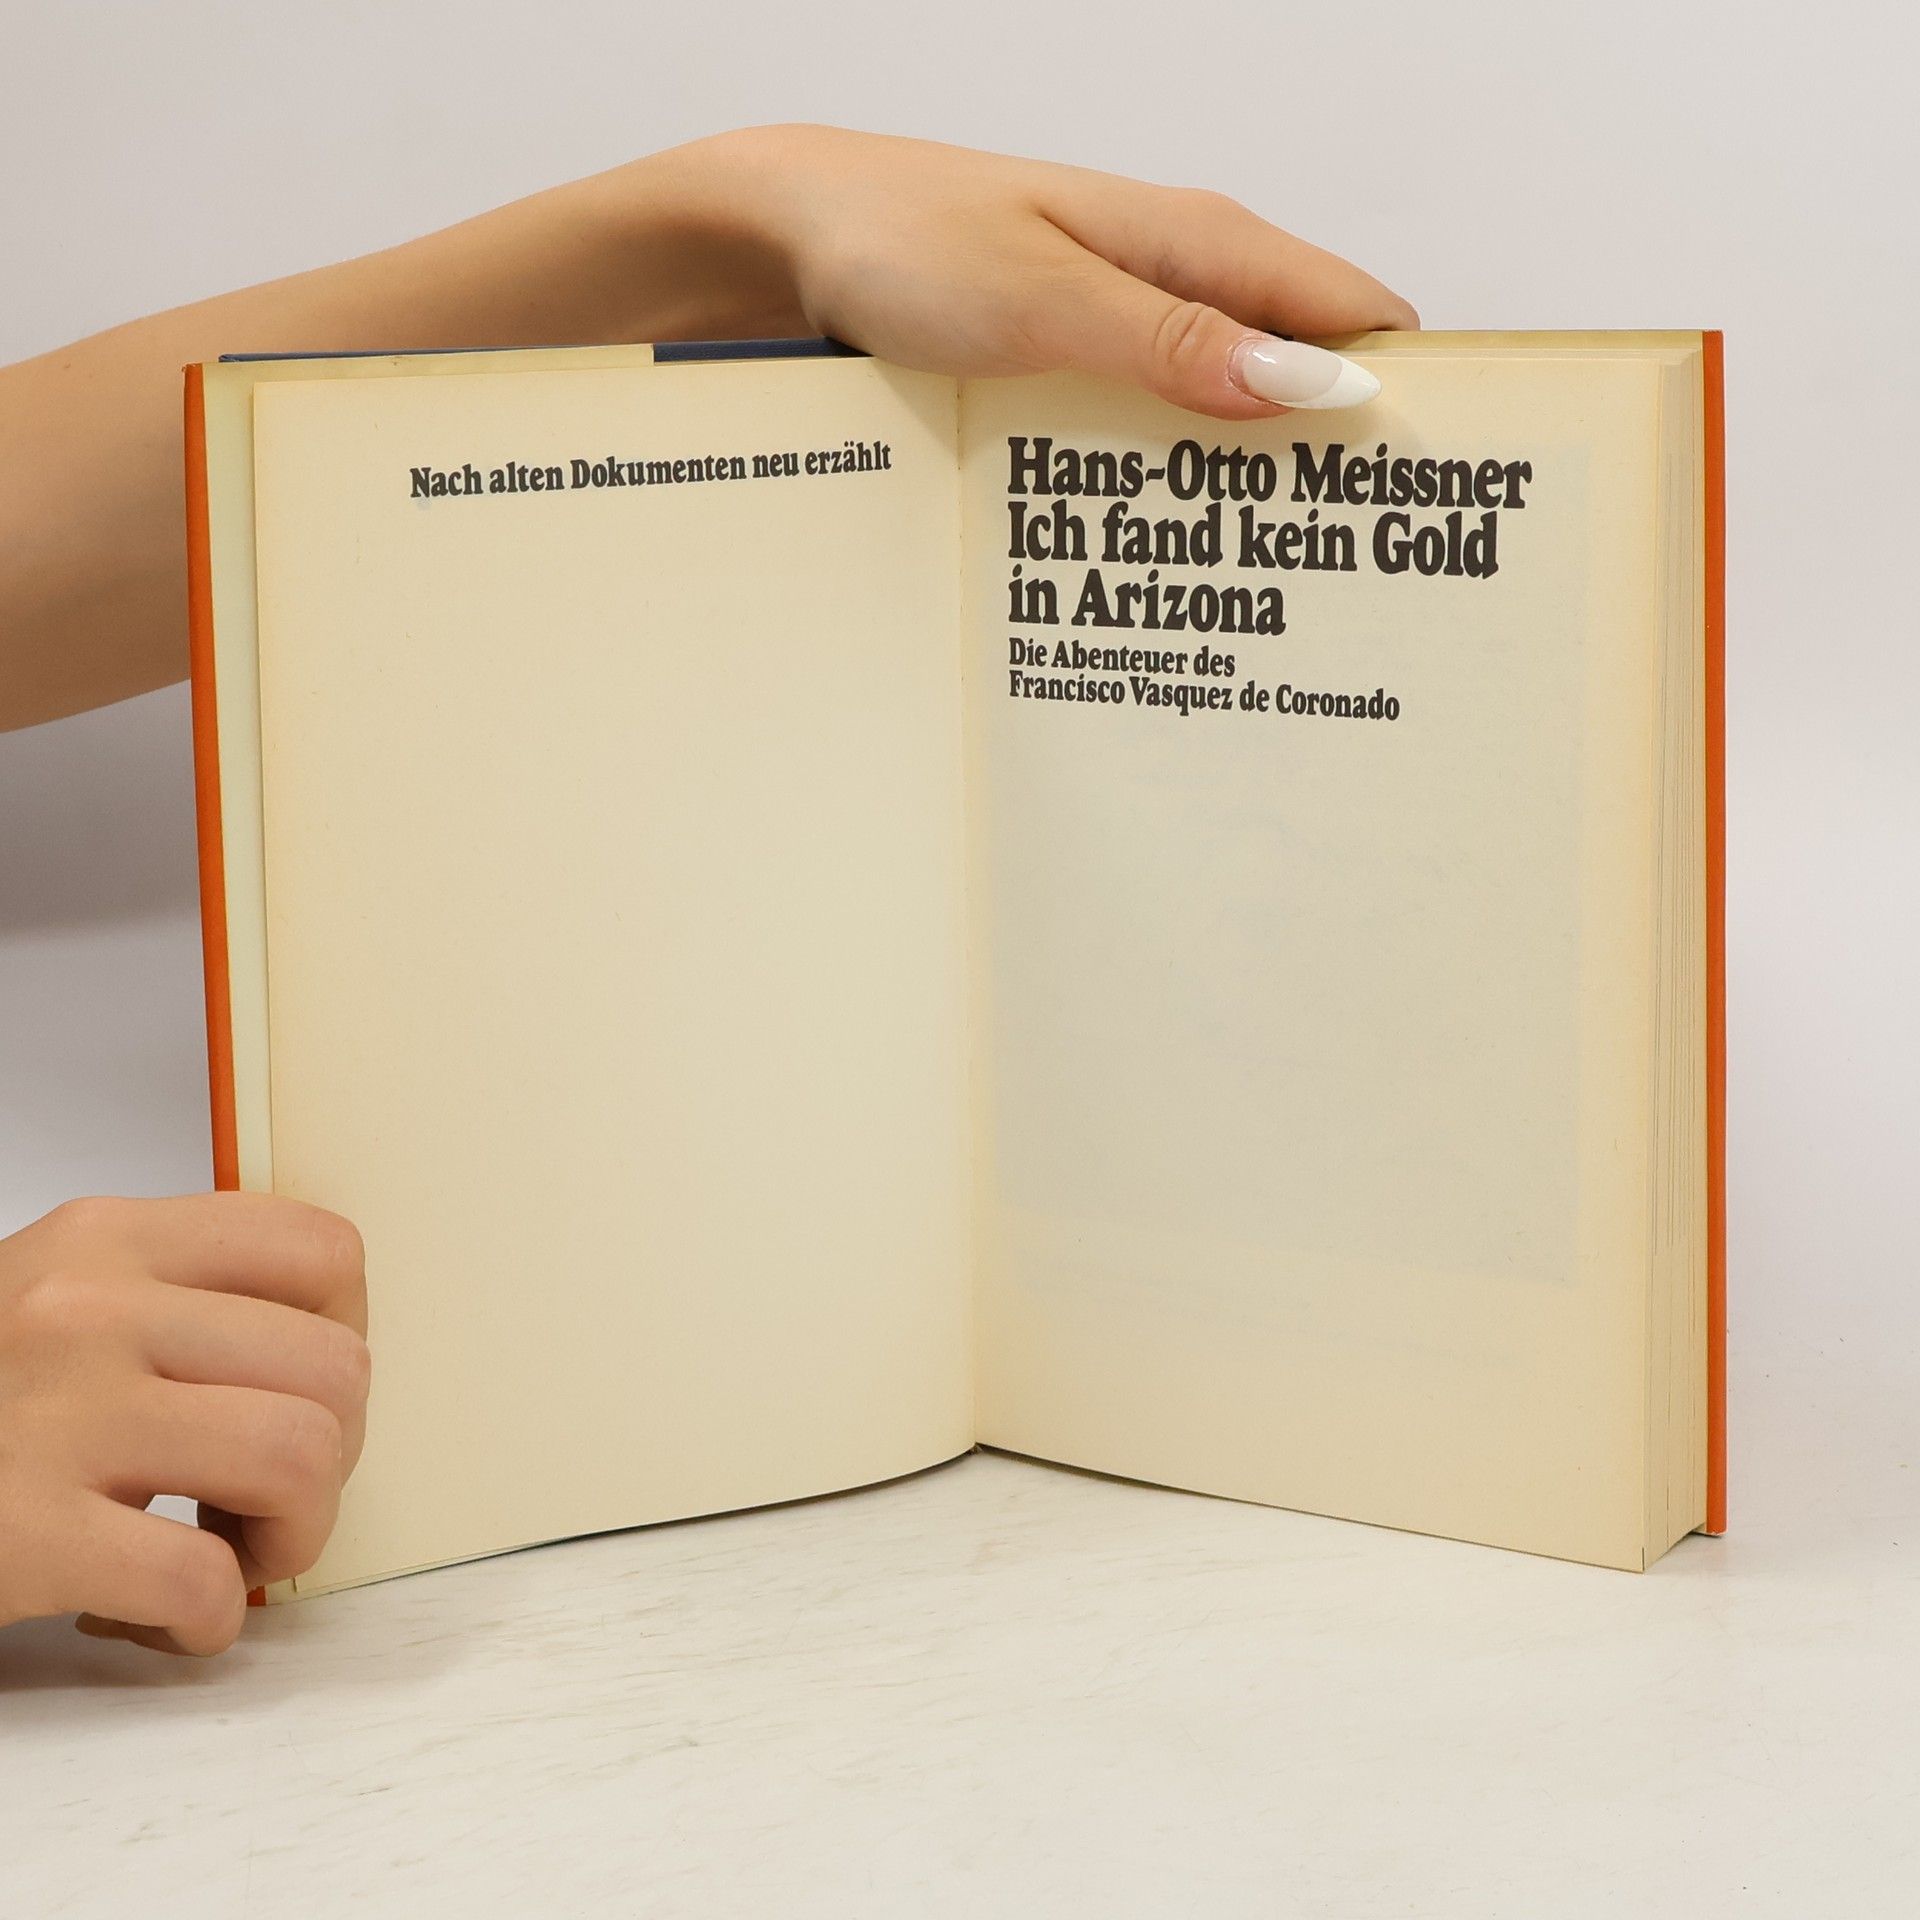 Nach alten Dokumenten neu erzählt
Hans-Otto Meissner
Ich fand kein Gold
in Arizona
Die Abenteuer des
Francisco Vasquez de Coronado